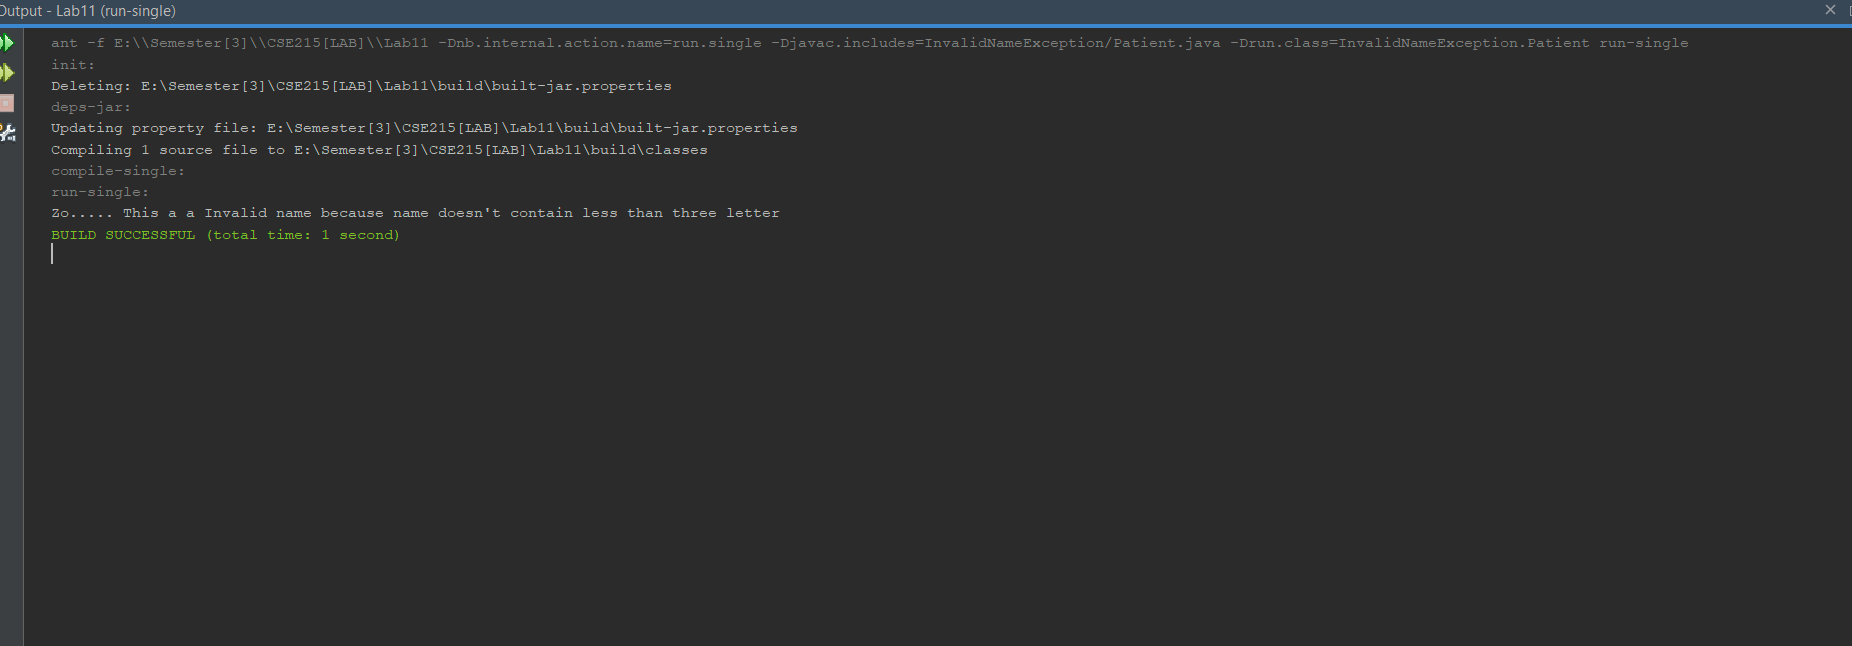 Output - Lab11 (run-single)
ant -f E:\\Semester[3]\\CSE215[LAB]\\Lab11 -Dnb.internal.action.name=run.single -Djavac.includes=InvalidNameException/Patient.java -Drun.class=InvalidNameException.Patient run-single
init:
Deleting: E:\Semester[3]\CSE215[LAB]\Lab11\build\built-jar.properties
deps-jar:
Updating property file: E:\Semester[3]\CSE215[LAB]\Lab11\build\built-jar.properties
Compiling 1 source file to E:\Semester[3]\CSE215[LAB]\Lab11\build\classes
compile-single:
run-single:
Zo..... This a a Invalid name because name doesn't contain less than three letter
BUILD SUCCESSFUL (total time: 1 second)